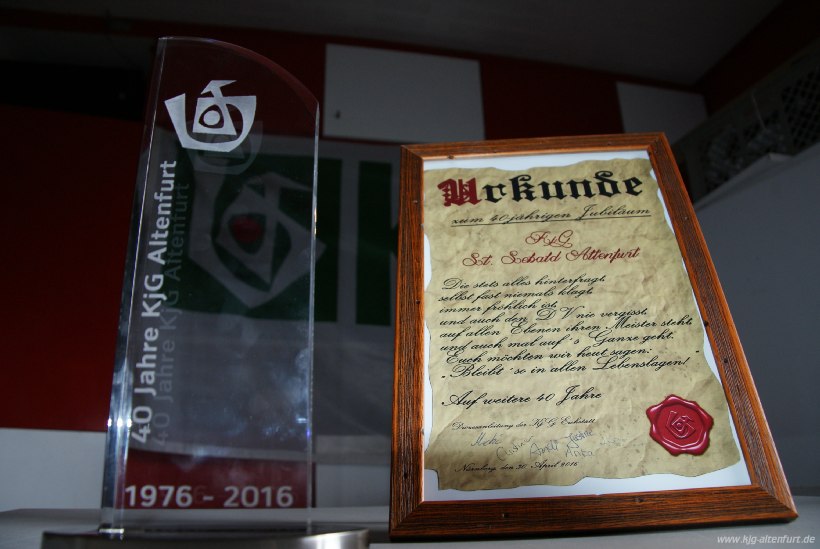 40 Jahre KjG Altenfurt
1976 - 2016
Urkunde
zum 40jährigen Jubiläum
KjG
St. Sebald Altenfurt
Die stets alles hinterfragt,
selbst fast niemals klagt,
immer fröhlich ist,
und auch den DV nie vergisst,
auf allen Ebenen ihren Meister steht,
und auch mal auf´s Ganze geht.
Euch möchten wir heut sagen:
"Bleibt´so in allen Lebenslagen!"
Auf weitere 40 Jahre
Diözesanleitung der KjG Eichstätt
Nürnberg, den 30. April 2016
www.kjg-altenfurt.de